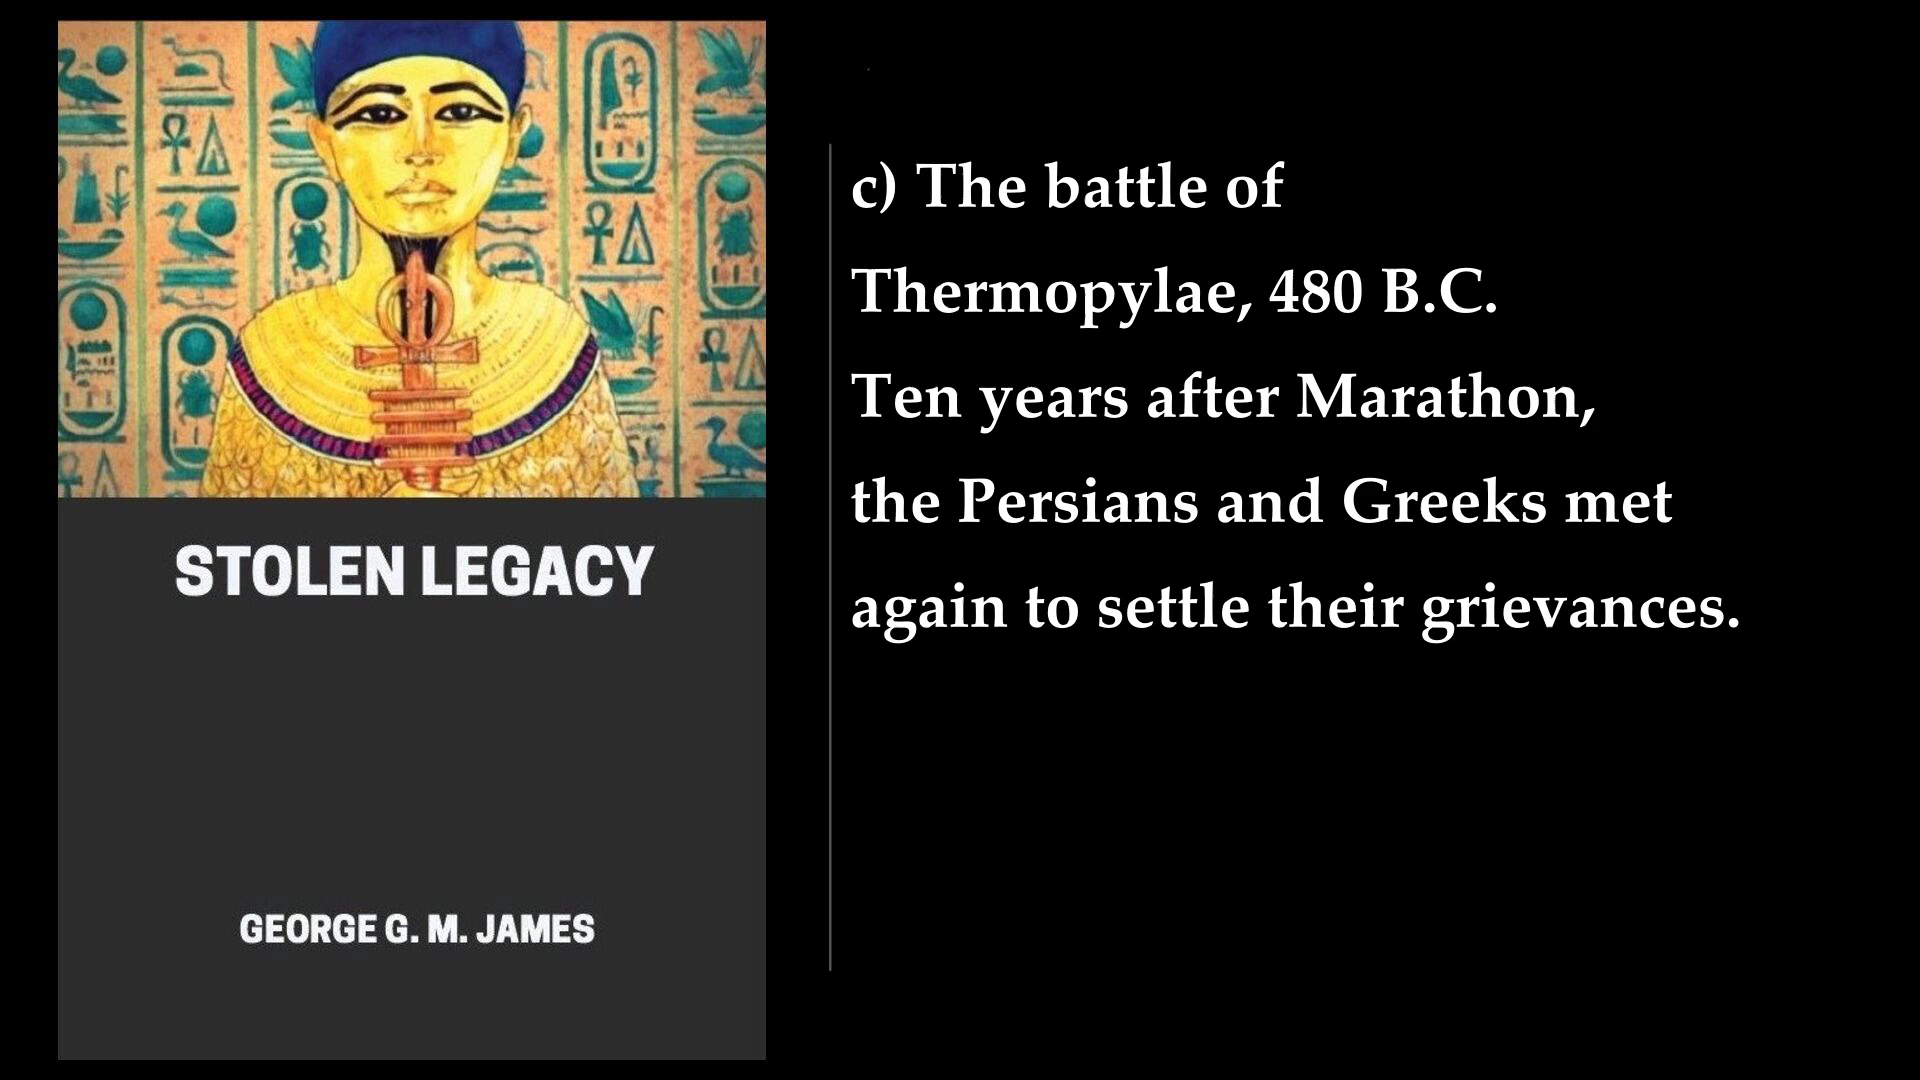 STOLEN LEGACY
GEORGE G. M. JAMES
c) The battle of
Thermopylae, 480 B.C.
Ten years after Marathon,
the Persians and Greeks met
again to settle their grievances.